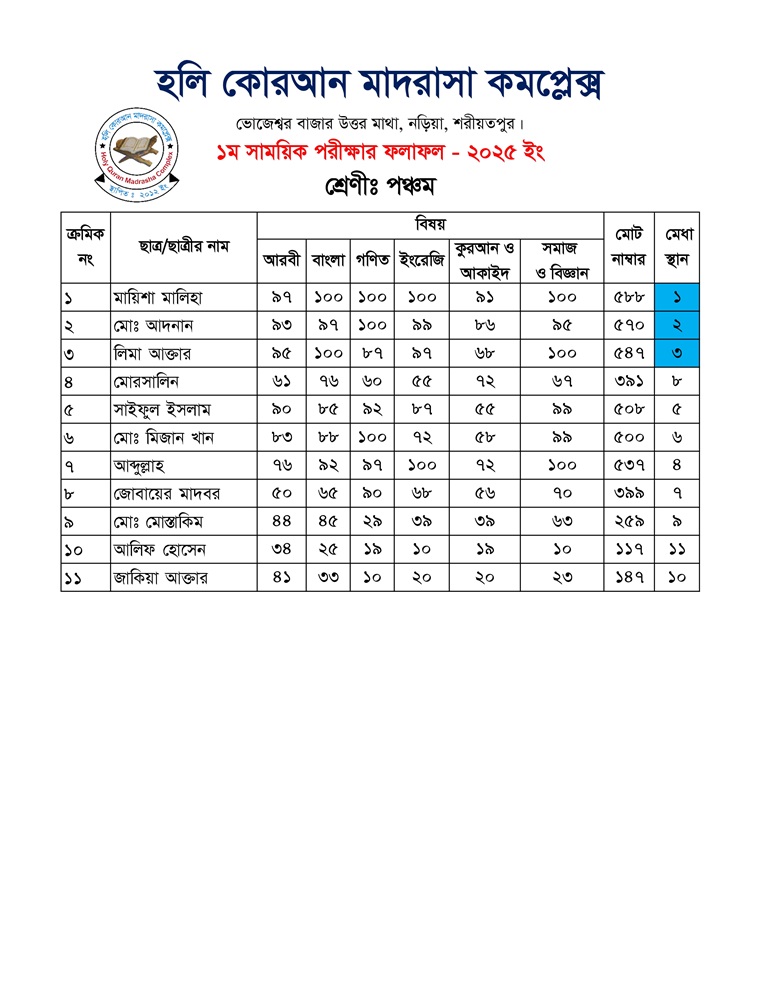 হলি কোরআন মাদরাসা কমপ্লেক্স
হলি কোরআন মাদরাসা কমপ্লেক্স
Holy Quran Madrasha Complex
স্থাপিত : ২০১২ ইং
ভোজেশ্বর বাজার উত্তর মাথা, নড়িয়া, শরীয়তপুর।
১ম সাময়িক পরীক্ষার ফলাফল - ২০২৫ ইং
শ্রেণীঃ পঞ্চম
ক্রমিক নং ছাত্র/ছাত্রীর নাম বিষয় মোট নাম্বার মেধা স্থান
আরবী বাংলা গণিত ইংরেজি কুরআন ও আকাইদ সমাজ ও বিজ্ঞান
১ মায়িশা মালিহা ৯৭ ১০০ ১০০ ১০০ ৯১ ১০০ ৫৮৮ ১
২ মোঃ আদনান ৯৩ ৯৭ ১০০ ৯৯ ৮৬ ৯৫ ৫৭০ ২
৩ লিমা আক্তার ৯৫ ১০০ ৮৭ ৯৭ ৬৮ ১০০ ৫৪৭ ৩
৪ মোরসালিন ৬১ ৭৬ ৬০ ৫৫ ৭২ ৬৭ ৩৯১ ৮
৫ সাইফুল ইসলাম ৯০ ৮৫ ৯২ ৮৭ ৫৫ ৯৯ ৫০৮ ৫
৬ মোঃ মিজান খান ৮৩ ৮৮ ১০০ ৭২ ৫৮ ৯৯ ৫০০ ৬
৭ আব্দুল্লাহ ৭৬ ৯২ ৯৭ ১০০ ৭২ ১০০ ৫৩৭ ৪
৮ জোবায়ের মাদবর ৫০ ৬৫ ৯০ ৬৮ ৫৬ ৭০ ৩৯৯ ৭
৯ মোঃ মোস্তাকিম ৪৪ ৪৫ ২৯ ৩৯ ৩৯ ৬৩ ২৫৯ ৯
১০ আলিফ হোসেন ৩৪ ২৫ ১৯ ১০ ১৯ ১০ ১১৭ ১১
১১ জাকিয়া আক্তার ৪১ ৩৩ ১০ ২০ ২০ ২৩ ১৪৭ ১০